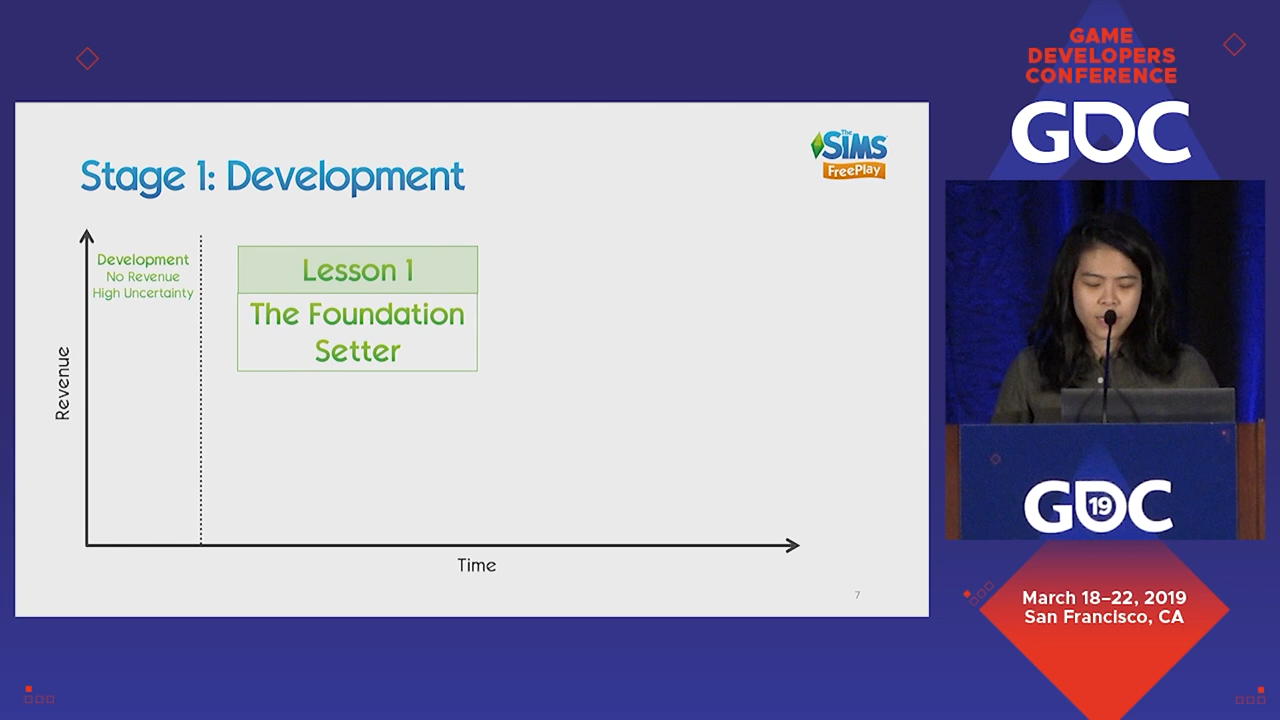 GAME
DEVELOPERS
CONFERENCE
GDC
Stage 1: Development
The
SiMS
FreePlay
Development
No Revenue
High Uncertainty
Lesson 1
The Foundation
Setter
Revenue
Time
7
GDC
19
March 18–22, 2019
San Francisco, CA